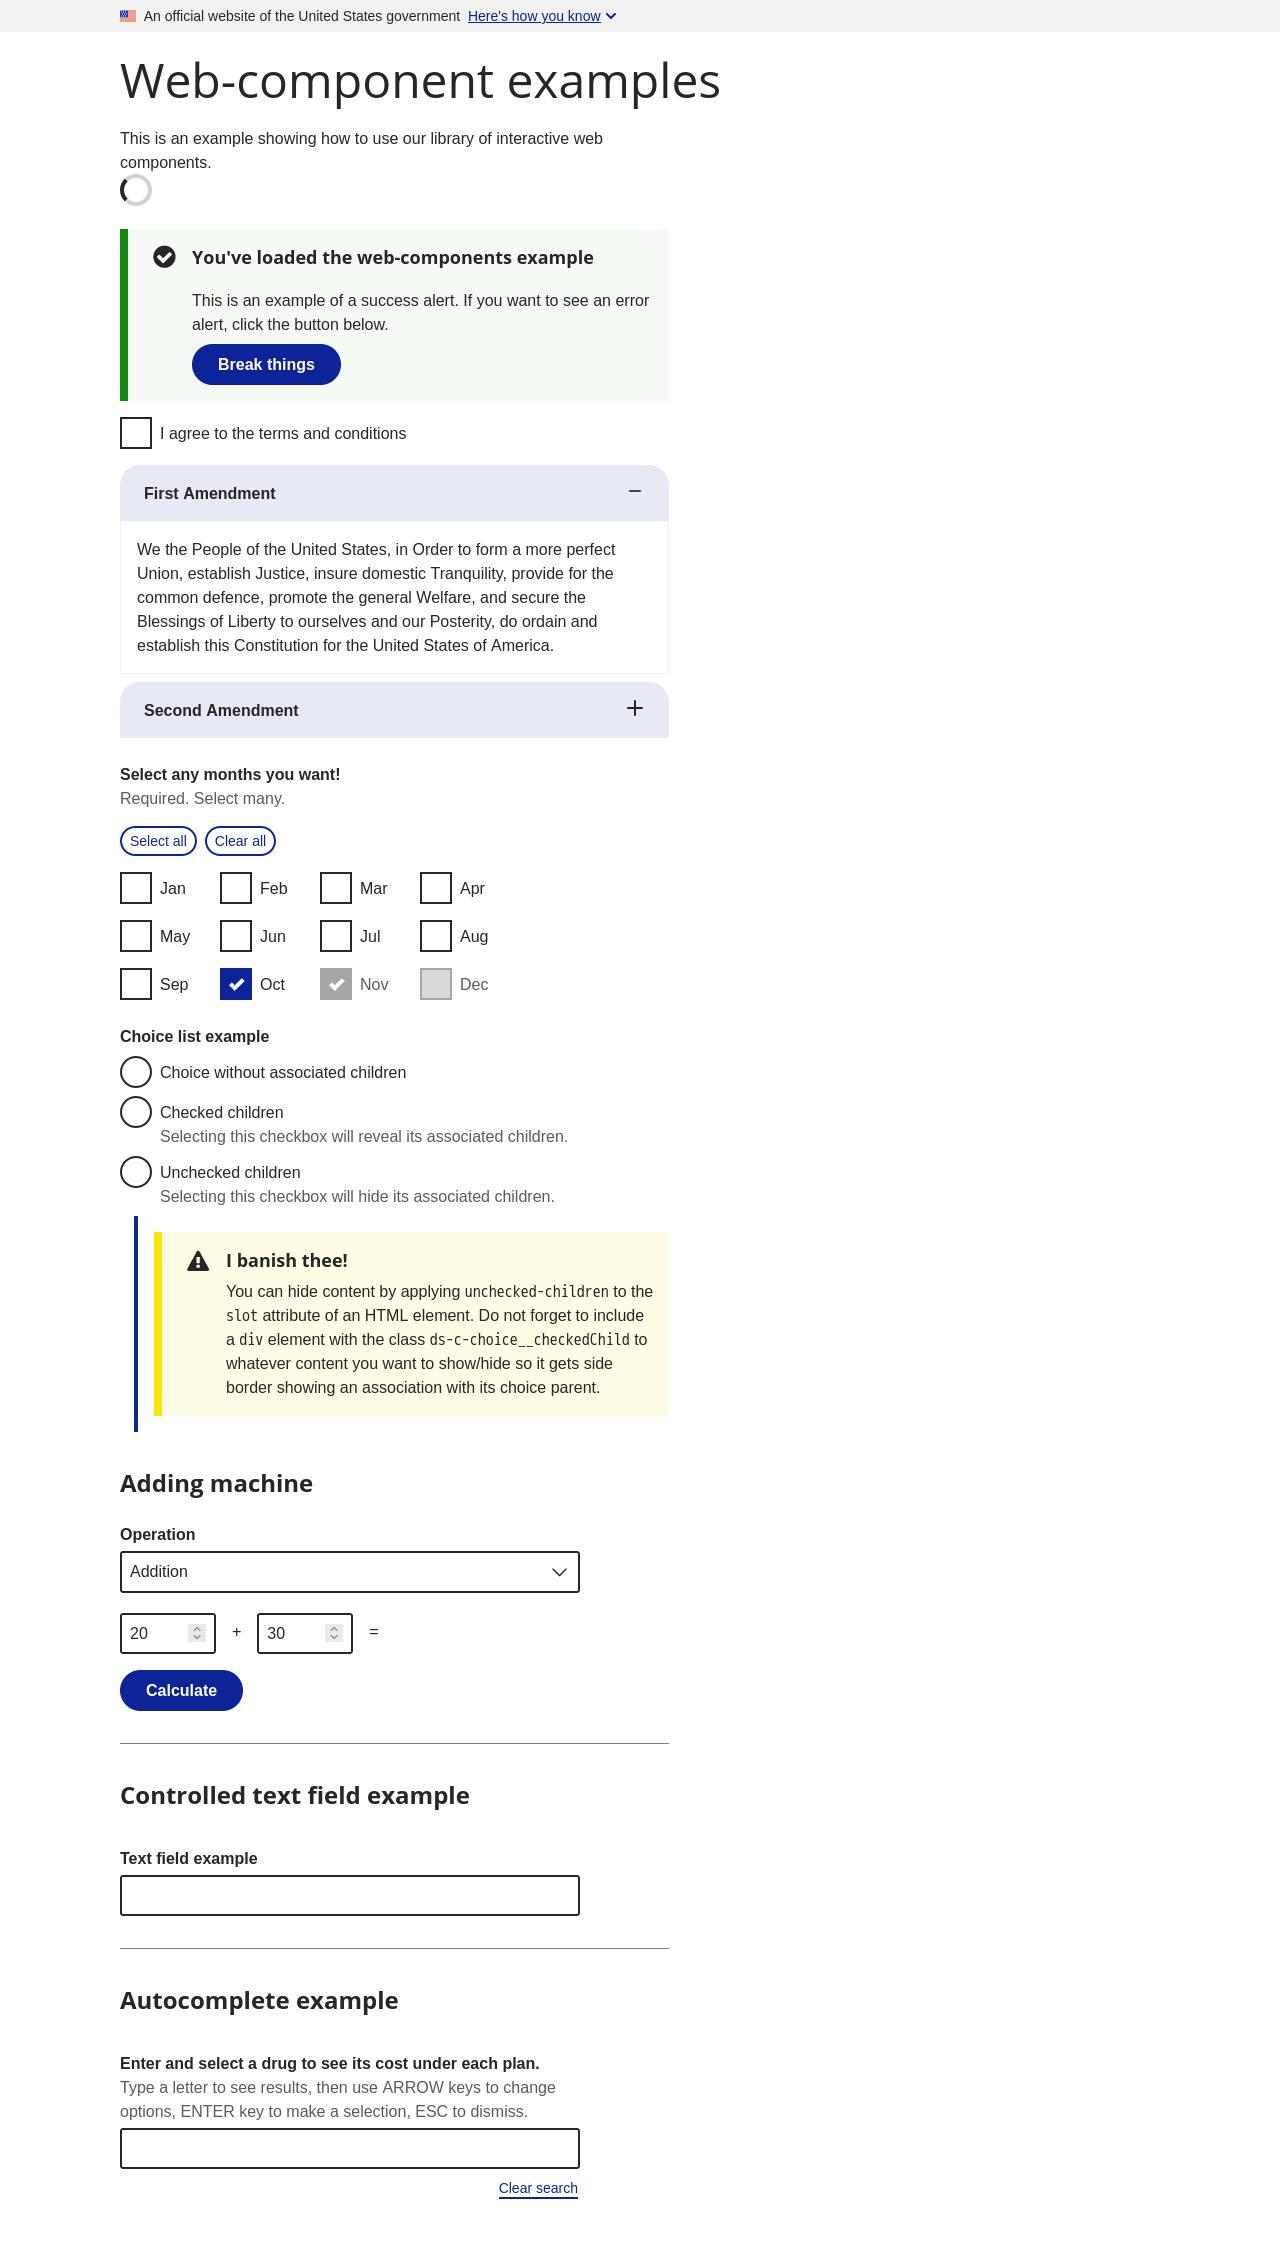 An official website of the United States government Here's how you know
Web-component examples
This is an example showing how to use our library of interactive web
components.
You've loaded the web-components example
This is an example of a success alert. If you want to see an error
alert, click the button below.
Break things
I agree to the terms and conditions
First Amendment
We the People of the United States, in Order to form a more perfect
Union, establish Justice, insure domestic Tranquility, provide for the
common defence, promote the general Welfare, and secure the
Blessings of Liberty to ourselves and our Posterity, do ordain and
establish this Constitution for the United States of America.
Second Amendment
Select any months you want!
Required. Select many.
Select all Clear all
Jan Feb Mar Apr
May Jun Jul Aug
Sep Oct Nov Dec
Choice list example
Choice without associated children
Checked children
Selecting this checkbox will reveal its associated children.
Unchecked children
Selecting this checkbox will hide its associated children.
I banish thee!
You can hide content by applying unchecked-children to the
slot attribute of an HTML element. Do not forget to include
a div element with the class ds-c-choice__checkedChild to
whatever content you want to show/hide so it gets side
border showing an association with its choice parent.
Adding machine
Operation
Addition
20 + 30 =
Calculate
Controlled text field example
Text field example
Autocomplete example
Enter and select a drug to see its cost under each plan.
Type a letter to see results, then use ARROW keys to change
options, ENTER key to make a selection, ESC to dismiss.
Clear search